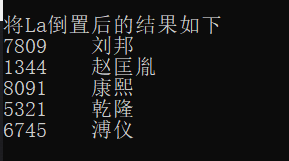 将La倒置后的结果如下
7809    刘邦
1344    赵匡胤
8091    康熙
5321    乾隆
6745    溥仪